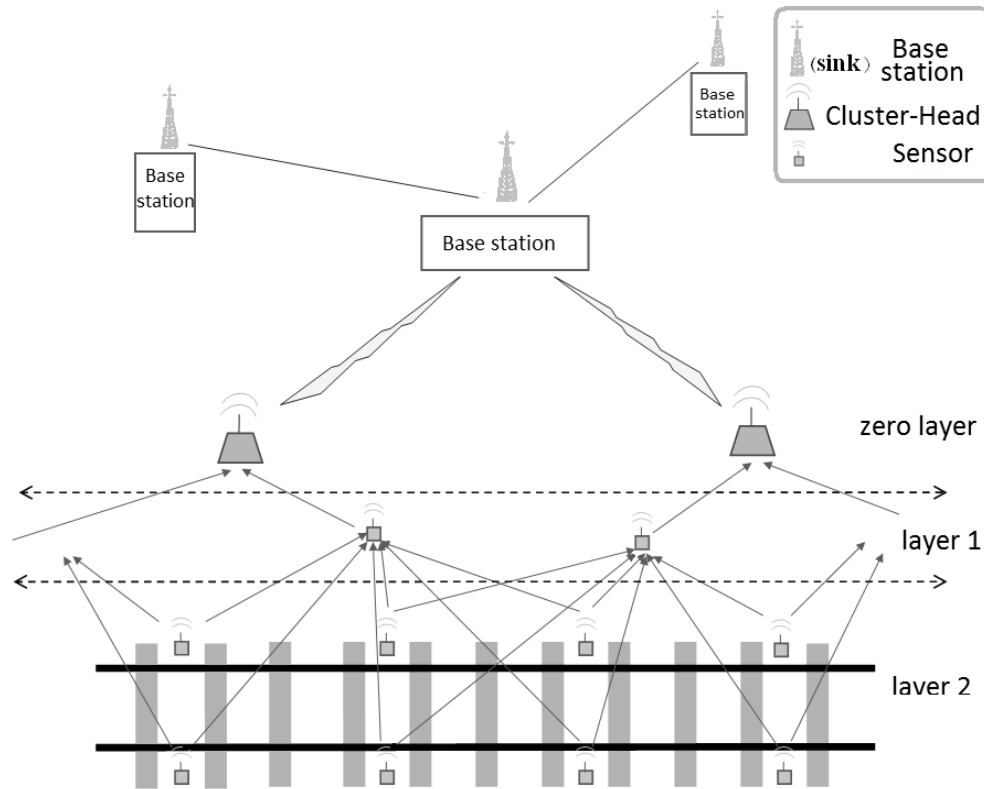 (sink) Base
station
Cluster-Head
Sensor
Base
station
Base
station
Base station
zero layer
layer 1
laver 2